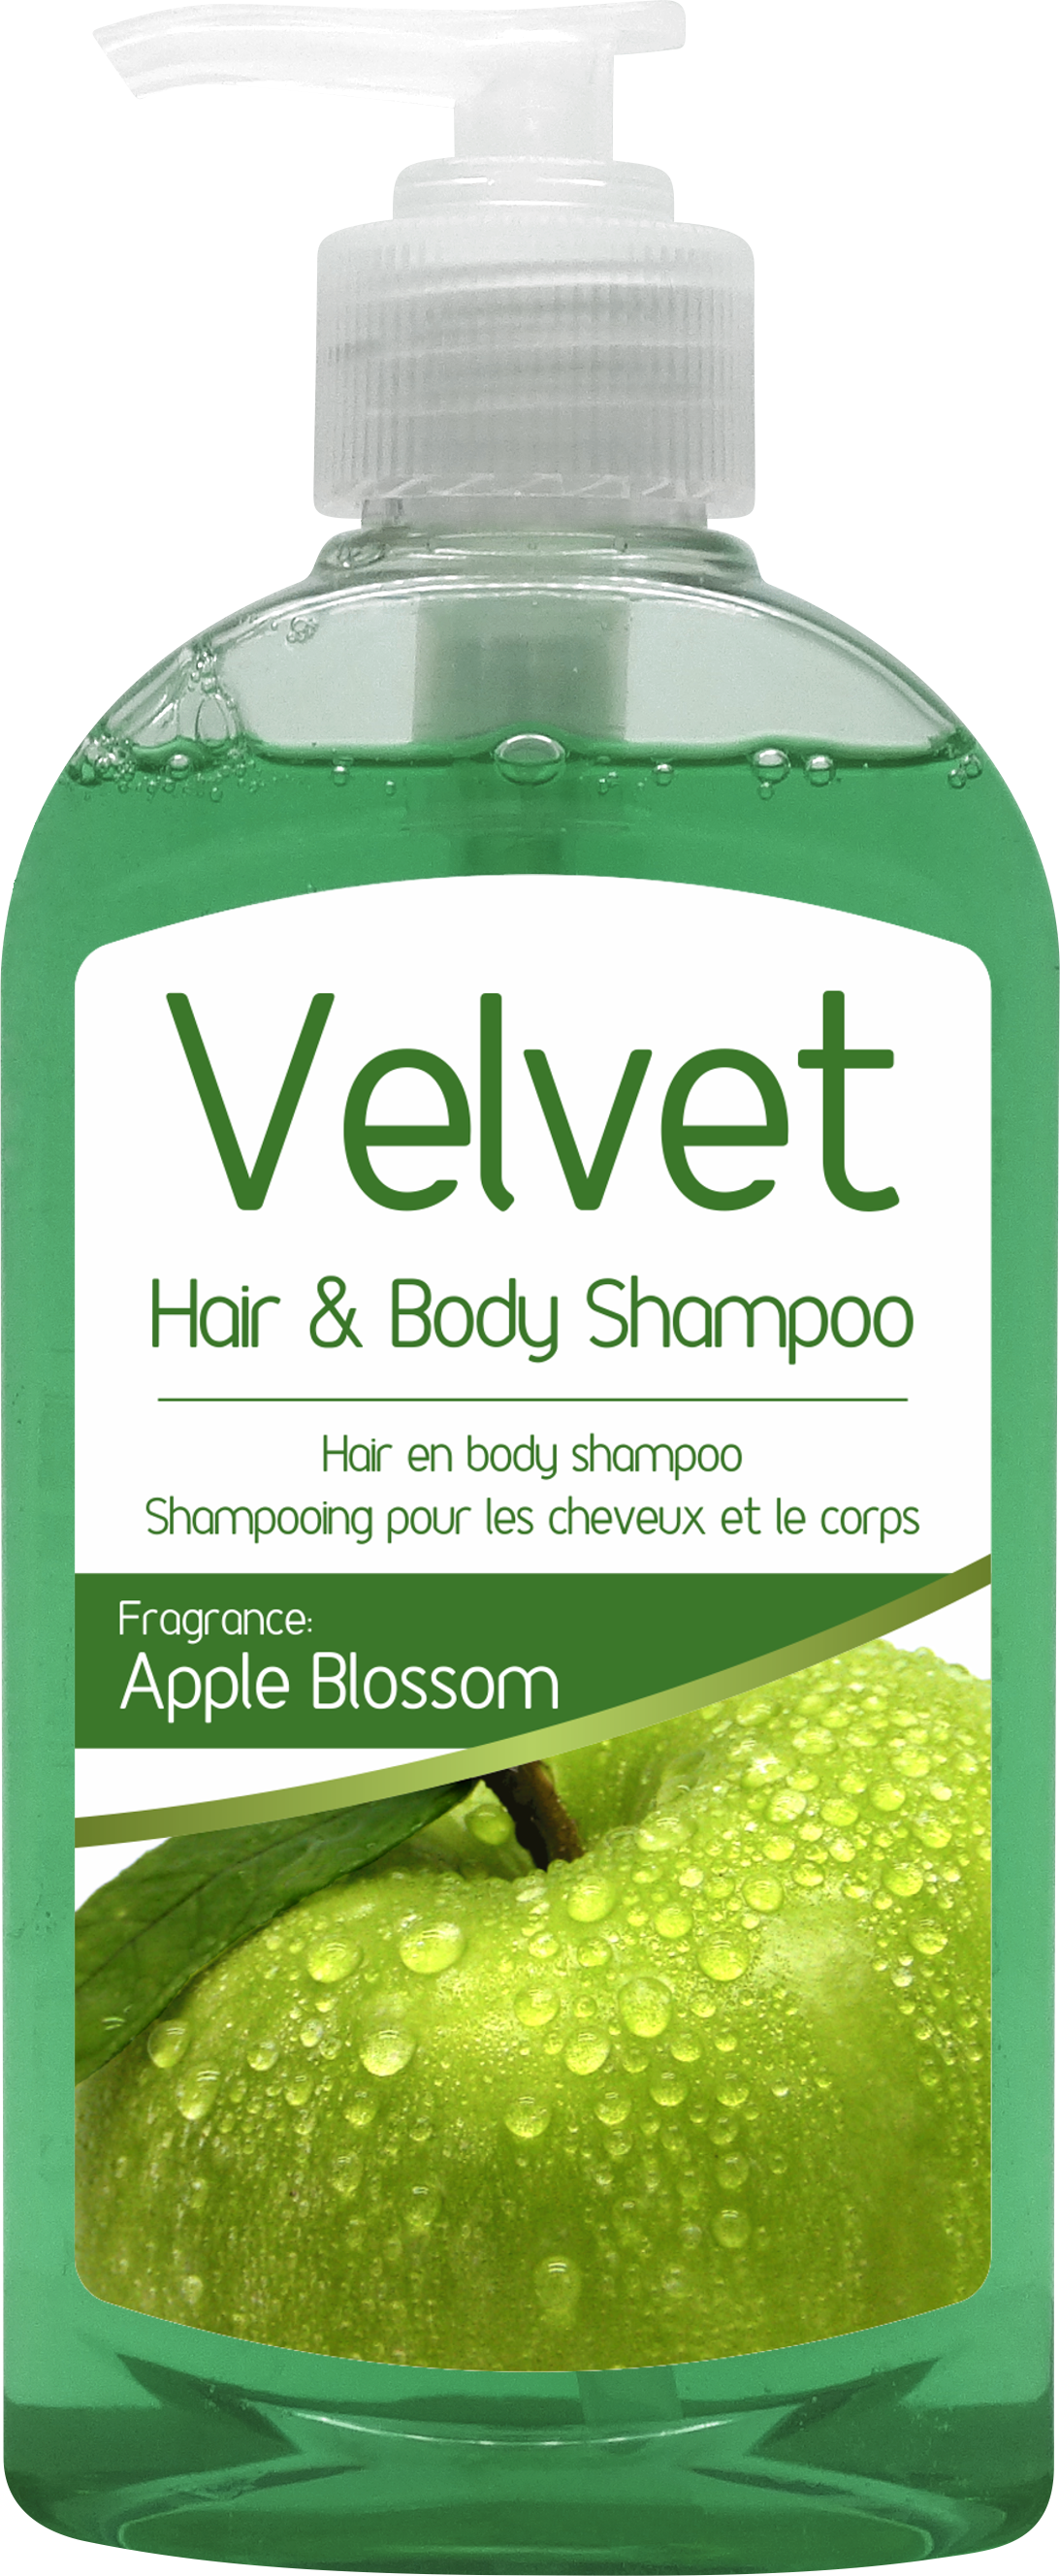 Velvet
Hair & Body Shampoo
Hair en body shampoo
Shampooing pour les cheveux et le corps
Fragrance:
Apple Blossom